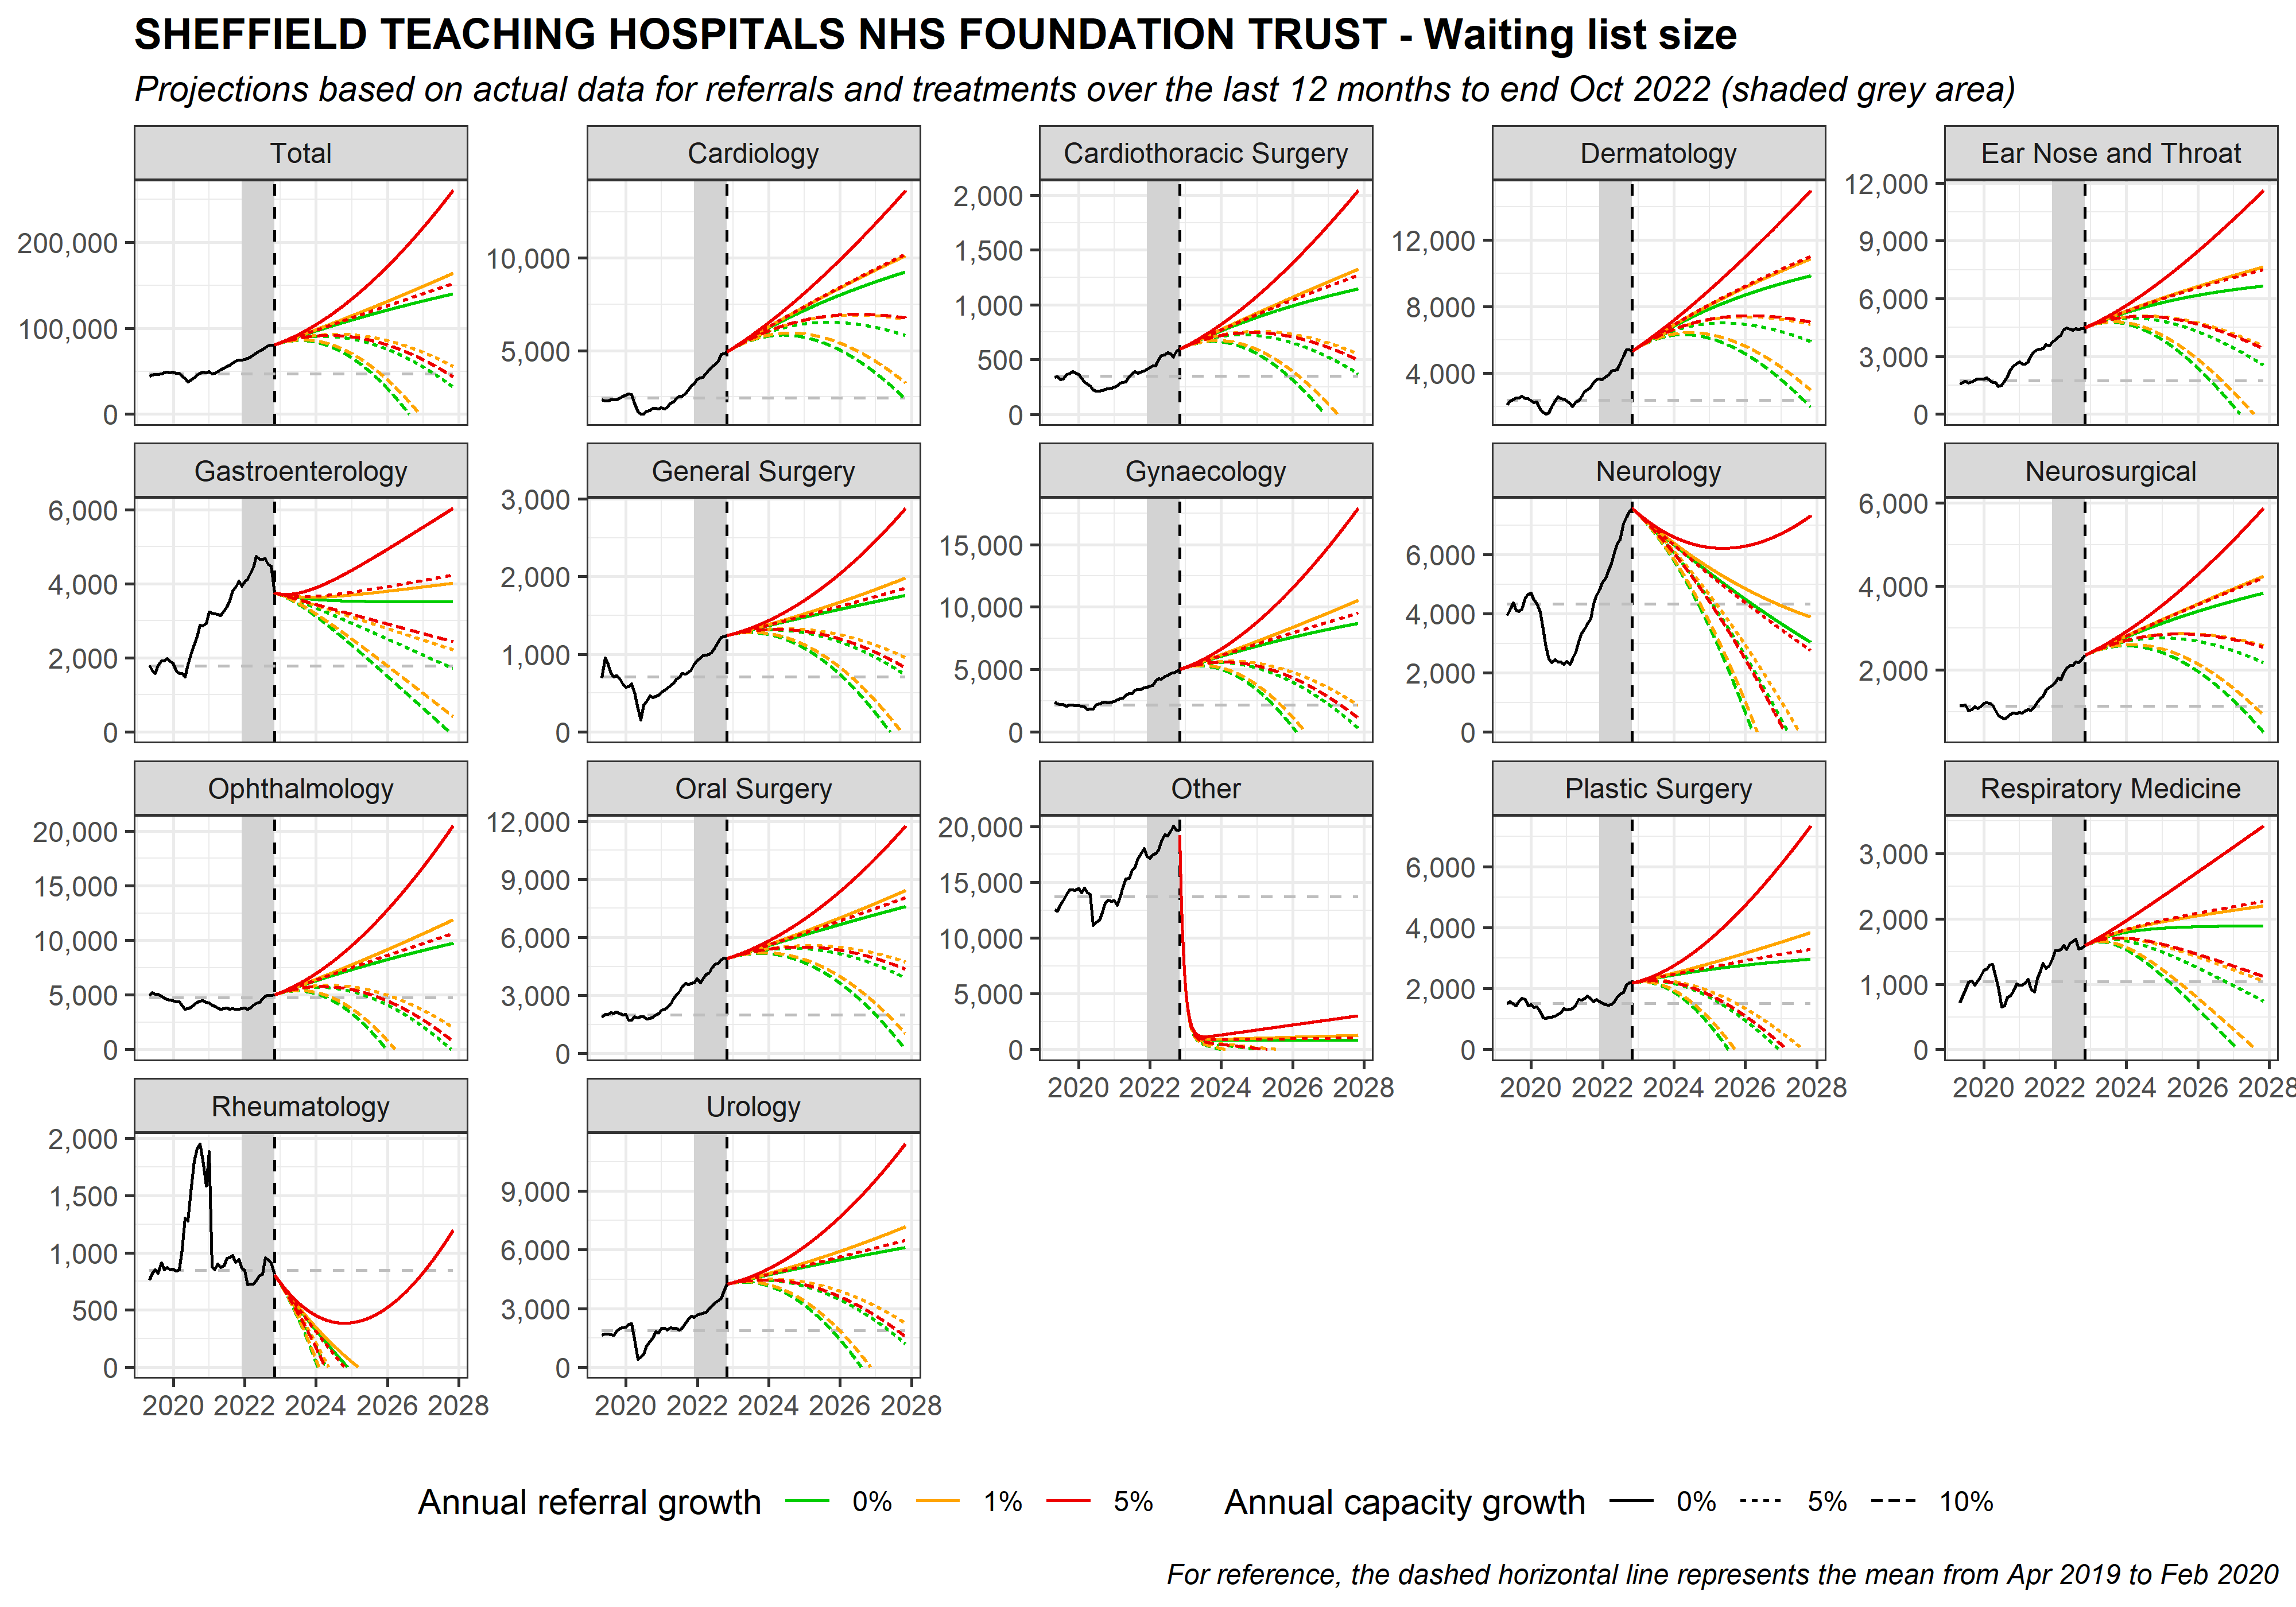 SHEFFIELD TEACHING HOSPITALS NHS FOUNDATION TRUST - Waiting list size
Projections based on actual data for referrals and treatments over the last 12 months to end Oct 2022 (shaded grey area)
Total
200,000
100,000
0
Cardiology
10,000
5,000
Cardiothoracic Surgery
2,000
1,500
1,000
500
0
Dermatology
12,000
8,000
4,000
Ear Nose and Throat
12,000
9,000
6,000
3,000
0
Gastroenterology
6,000
4,000
2,000
0
General Surgery
3,000
2,000
1,000
0
Gynaecology
15,000
10,000
5,000
0
Neurology
6,000
4,000
2,000
0
Neurosurgical
6,000
4,000
2,000
Ophthalmology
20,000
15,000
10,000
5,000
0
Oral Surgery
12,000
9,000
6,000
3,000
0
Other
20,000
15,000
10,000
5,000
0
2020 2022 2024 2026 2028
Plastic Surgery
6,000
4,000
2,000
0
2020 2022 2024 2026 2028
Respiratory Medicine
3,000
2,000
1,000
0
2020 2022 2024 2026 2028
Rheumatology
2,000
1,500
1,000
500
0
2020 2022 2024 2026 2028
Urology
9,000
6,000
3,000
0
2020 2022 2024 2026 2028
Annual referral growth 0% 1% 5% Annual capacity growth 0% 5% 10%
For reference, the dashed horizontal line represents the mean from Apr 2019 to Feb 2020